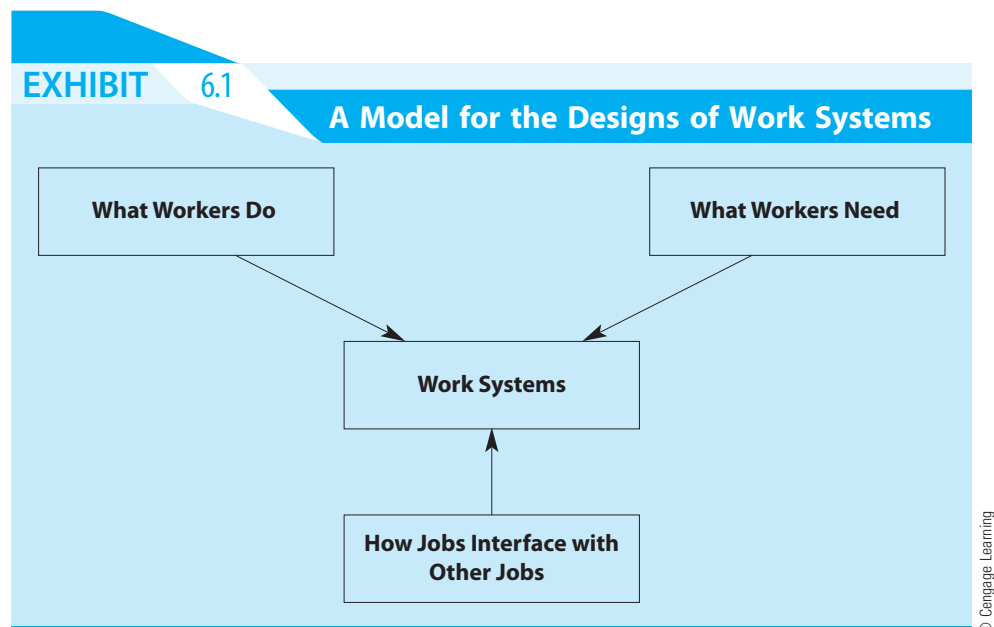 EXHIBIT 6.1
A Model for the Designs of Work Systems
What Workers Do
What Workers Need
Work Systems
How Jobs Interface with
Other Jobs
© Cengage Learning